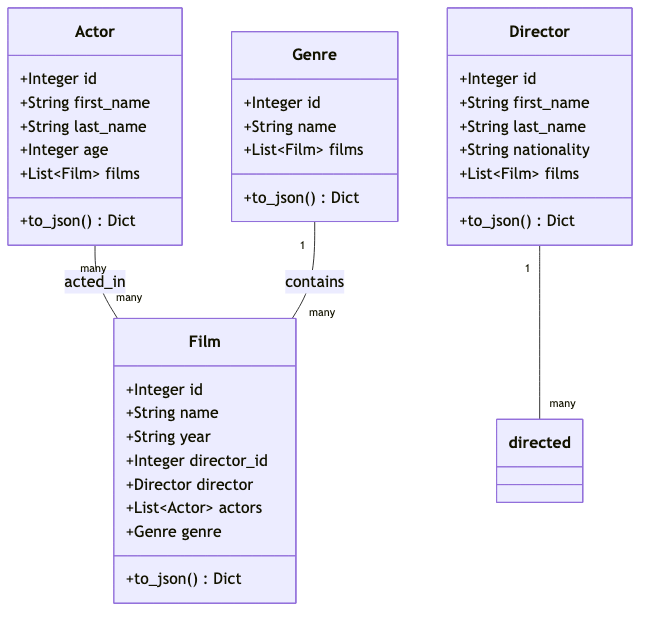 Actor
+Integer id
+String first_name
+String last_name
+Integer age
+List<Film> films
+to_json() : Dict
Genre
+Integer id
+String name
+List<Film> films
+to_json() : Dict
Director
+Integer id
+String first_name
+String last_name
+String nationality
+List<Film> films
+to_json() : Dict
many
acted_in
many
1
contains
many
1
many
Film
+Integer id
+String name
+String year
+Integer director_id
+Director director
+List<Actor> actors
+Genre genre
+to_json() : Dict
directed